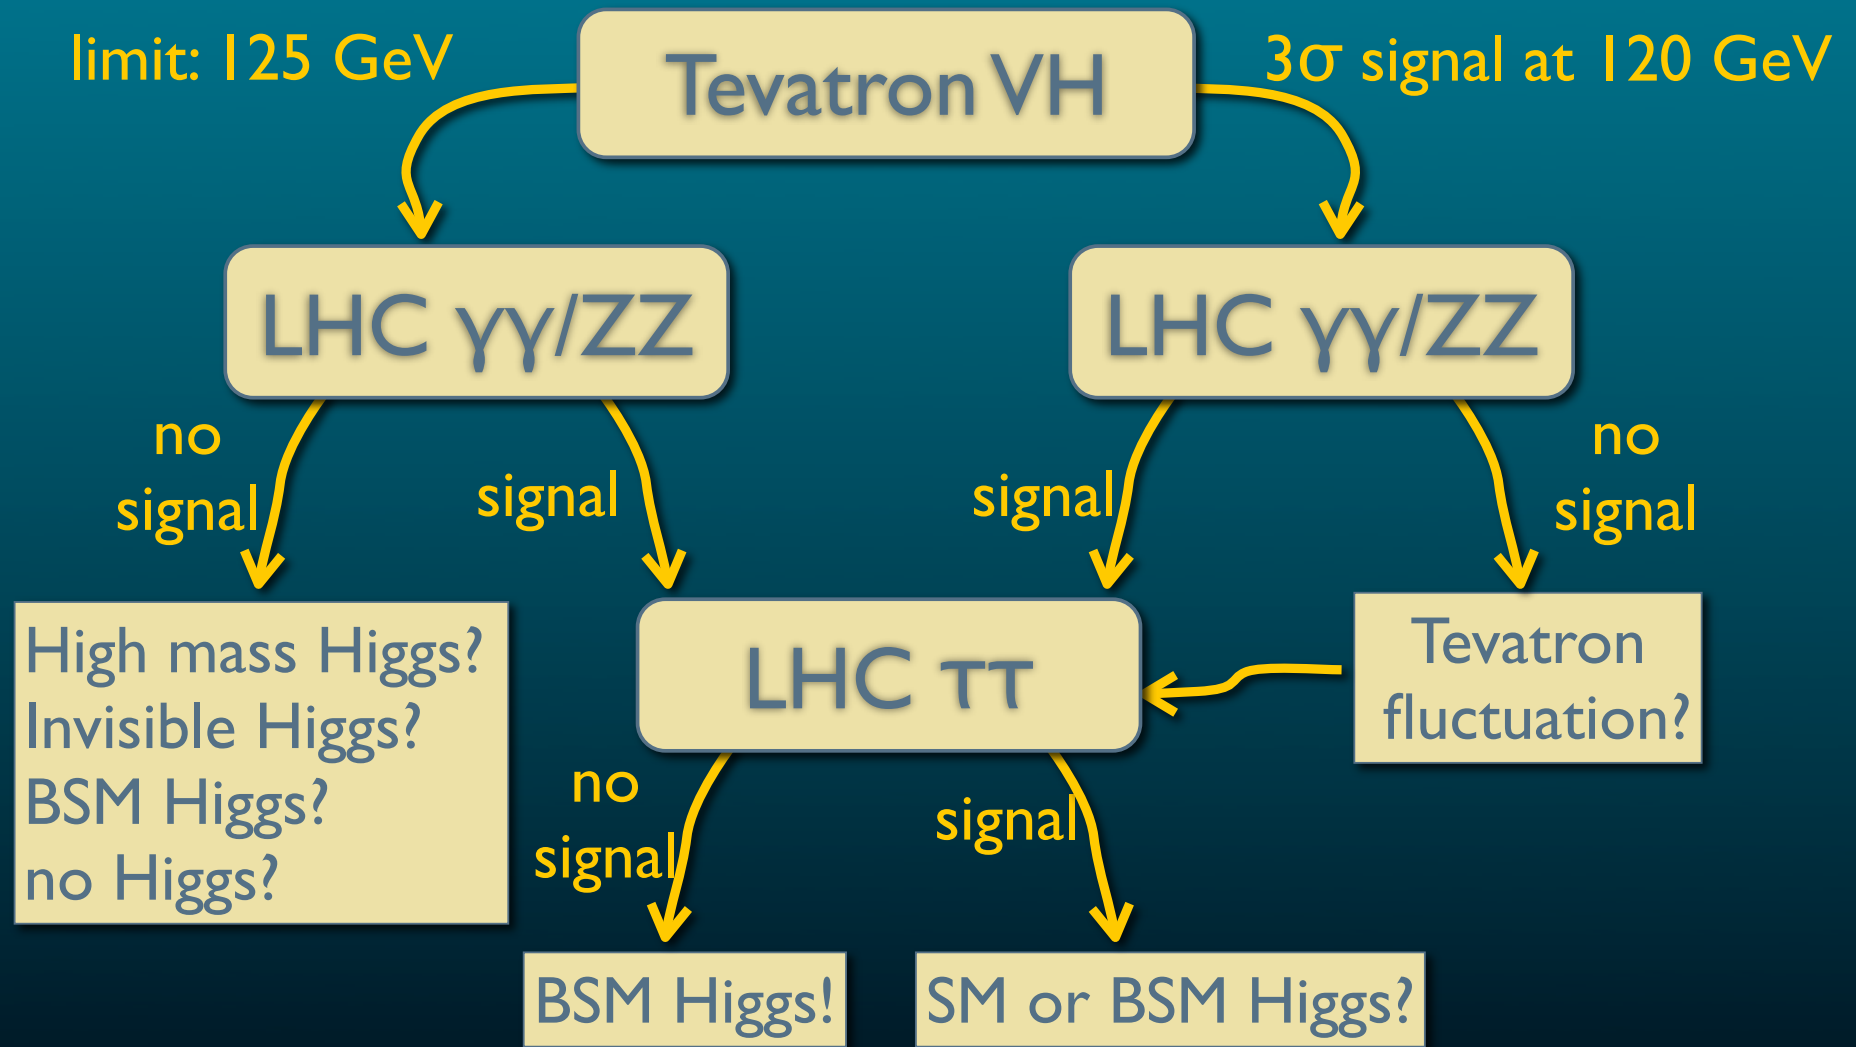 limit: 125 GeV
Tevatron VH
3σ signal at 120 GeV
LHC γγ/ZZ
LHC γγ/ZZ
no
signal
signal
signal
no
signal
High mass Higgs?
Invisible Higgs?
BSM Higgs?
no Higgs?
LHC ττ
Tevatron
fluctuation?
no
signal
signal
BSM Higgs!
SM or BSM Higgs?